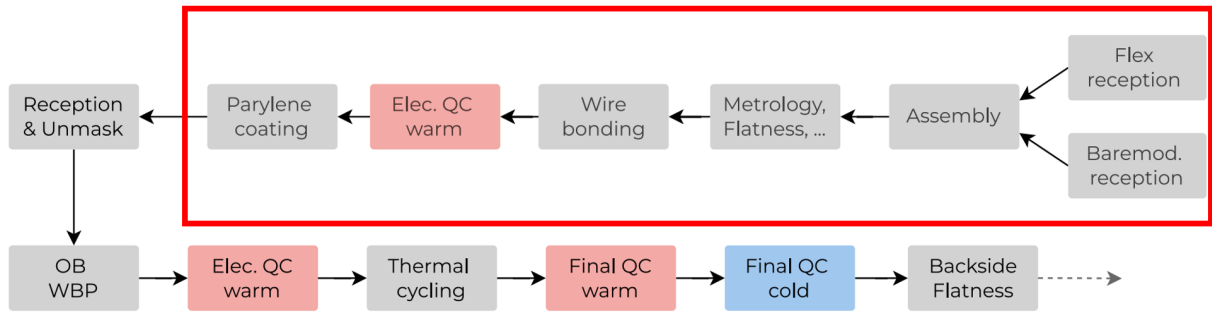 Flex
reception
Reception
& Unmask
Parylene
coating
Elec. QC
warm
Wire
bonding
Metrology,
Flatness, ...
Assembly
Baremod.
reception
OB
WBP
Elec. QC
warm
Thermal
cycling
Final QC
warm
Final QC
cold
Backside
Flatness